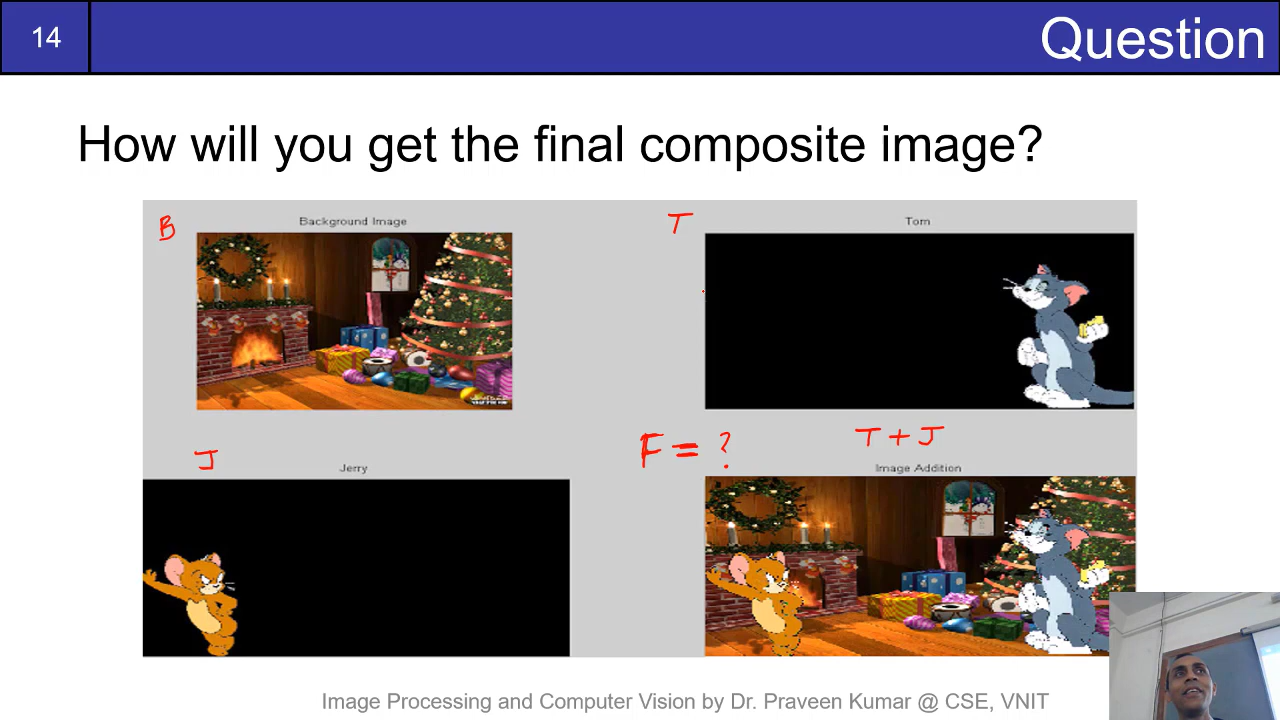 14
Question
How will you get the final composite image?
B
Background Image
T
Tom
J
Jerry
F = ?
T + J
Image Addition
Image Processing and Computer Vision by Dr. Praveen Kumar @ CSE, VNIT